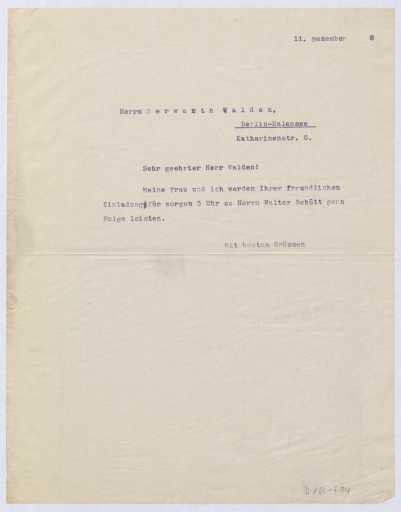 11. Dezember 8
Herrn Herwarth Walden,
Berlin-Halensee
Katharinenstr. 5.
Sehr geehrter Herr Walden!
Meine Frau und ich werden Ihrer freundlichen
Einladung für morgen 5 Uhr zu Herrn Walter Schütt gern
Folge leisten.
Mit besten Grüssen